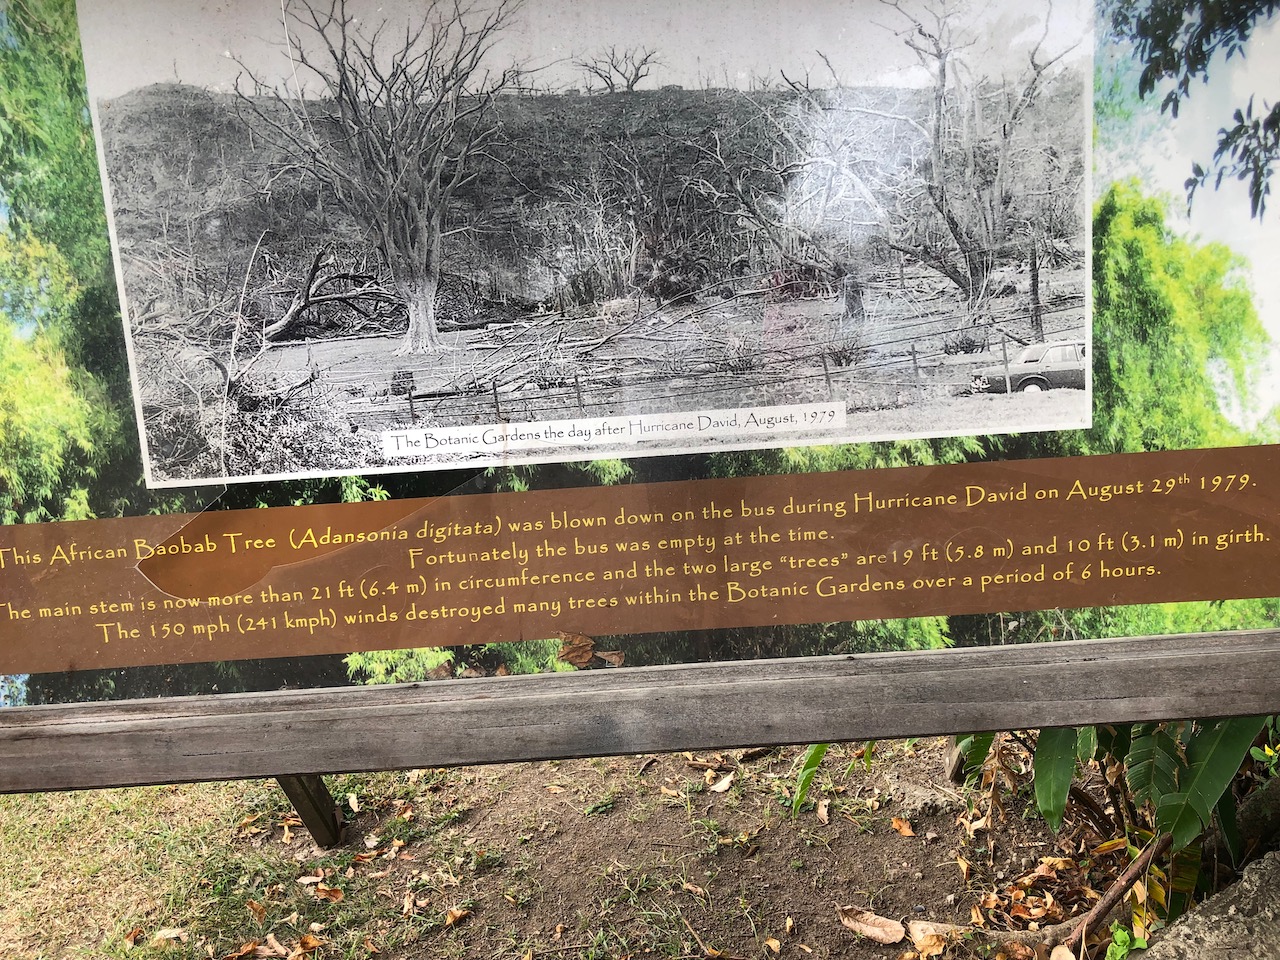 The Botanic Gardens the day after Hurricane David, August, 1979
This African Baobab Tree (Adansonia digitata) was blown down on the bus during Hurricane David on August 29th 1979.
Fortunately the bus was empty at the time.
The main stem is now more than 21 ft (6.4 m) in circumference and the two large "trees" are 19 ft (5.8 m) and 10 ft (3.1 m) in girth.
The 150 mph (241 kmph) winds destroyed many trees within the Botanic Gardens over a period of 6 hours.